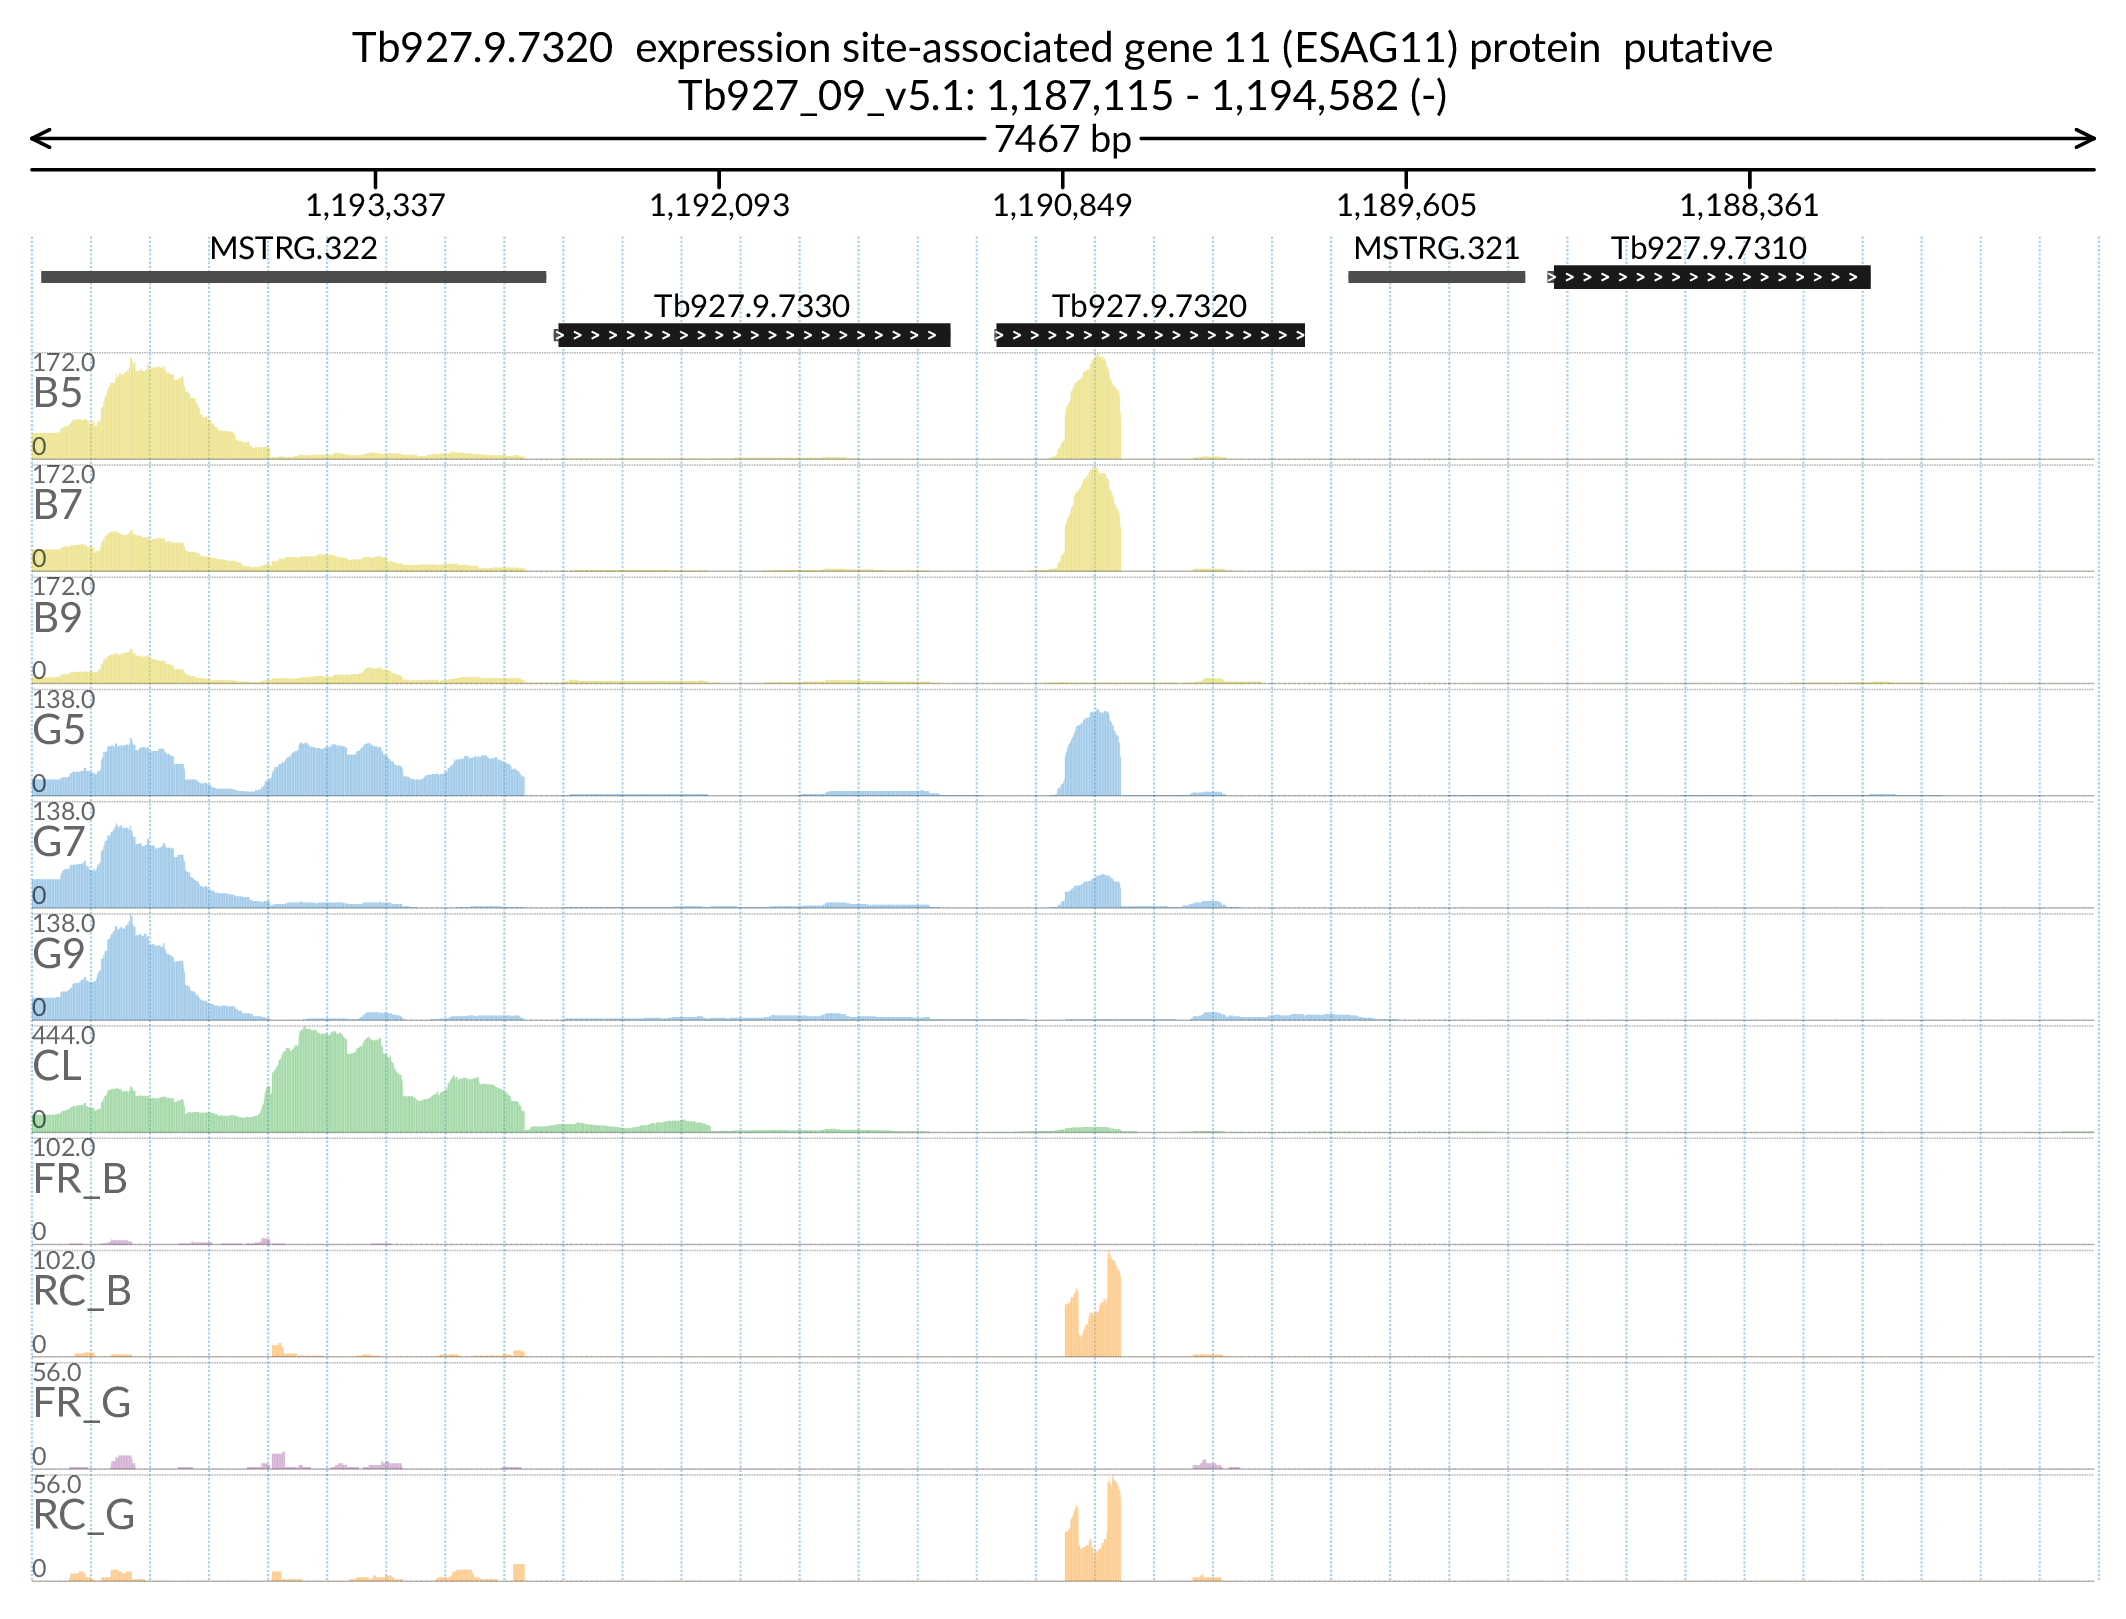 Tb927.9.7320  expression site-associated gene 11 (ESAG11) protein  putative
Tb927_09_v5.1: 1,187,115 - 1,194,582 (-)
7467 bp
1,193,337 1,192,093 1,190,849 1,189,605 1,188,361
MSTRG.322 MSTRG.321 Tb927.9.7310
Tb927.9.7330 Tb927.9.7320
172.0
B5
0
172.0
B7
0
172.0
B9
0
138.0
G5
0
138.0
G7
0
138.0
G9
0
444.0
CL
0
102.0
FR_B
0
102.0
RC_B
0
56.0
FR_G
0
56.0
RC_G
0